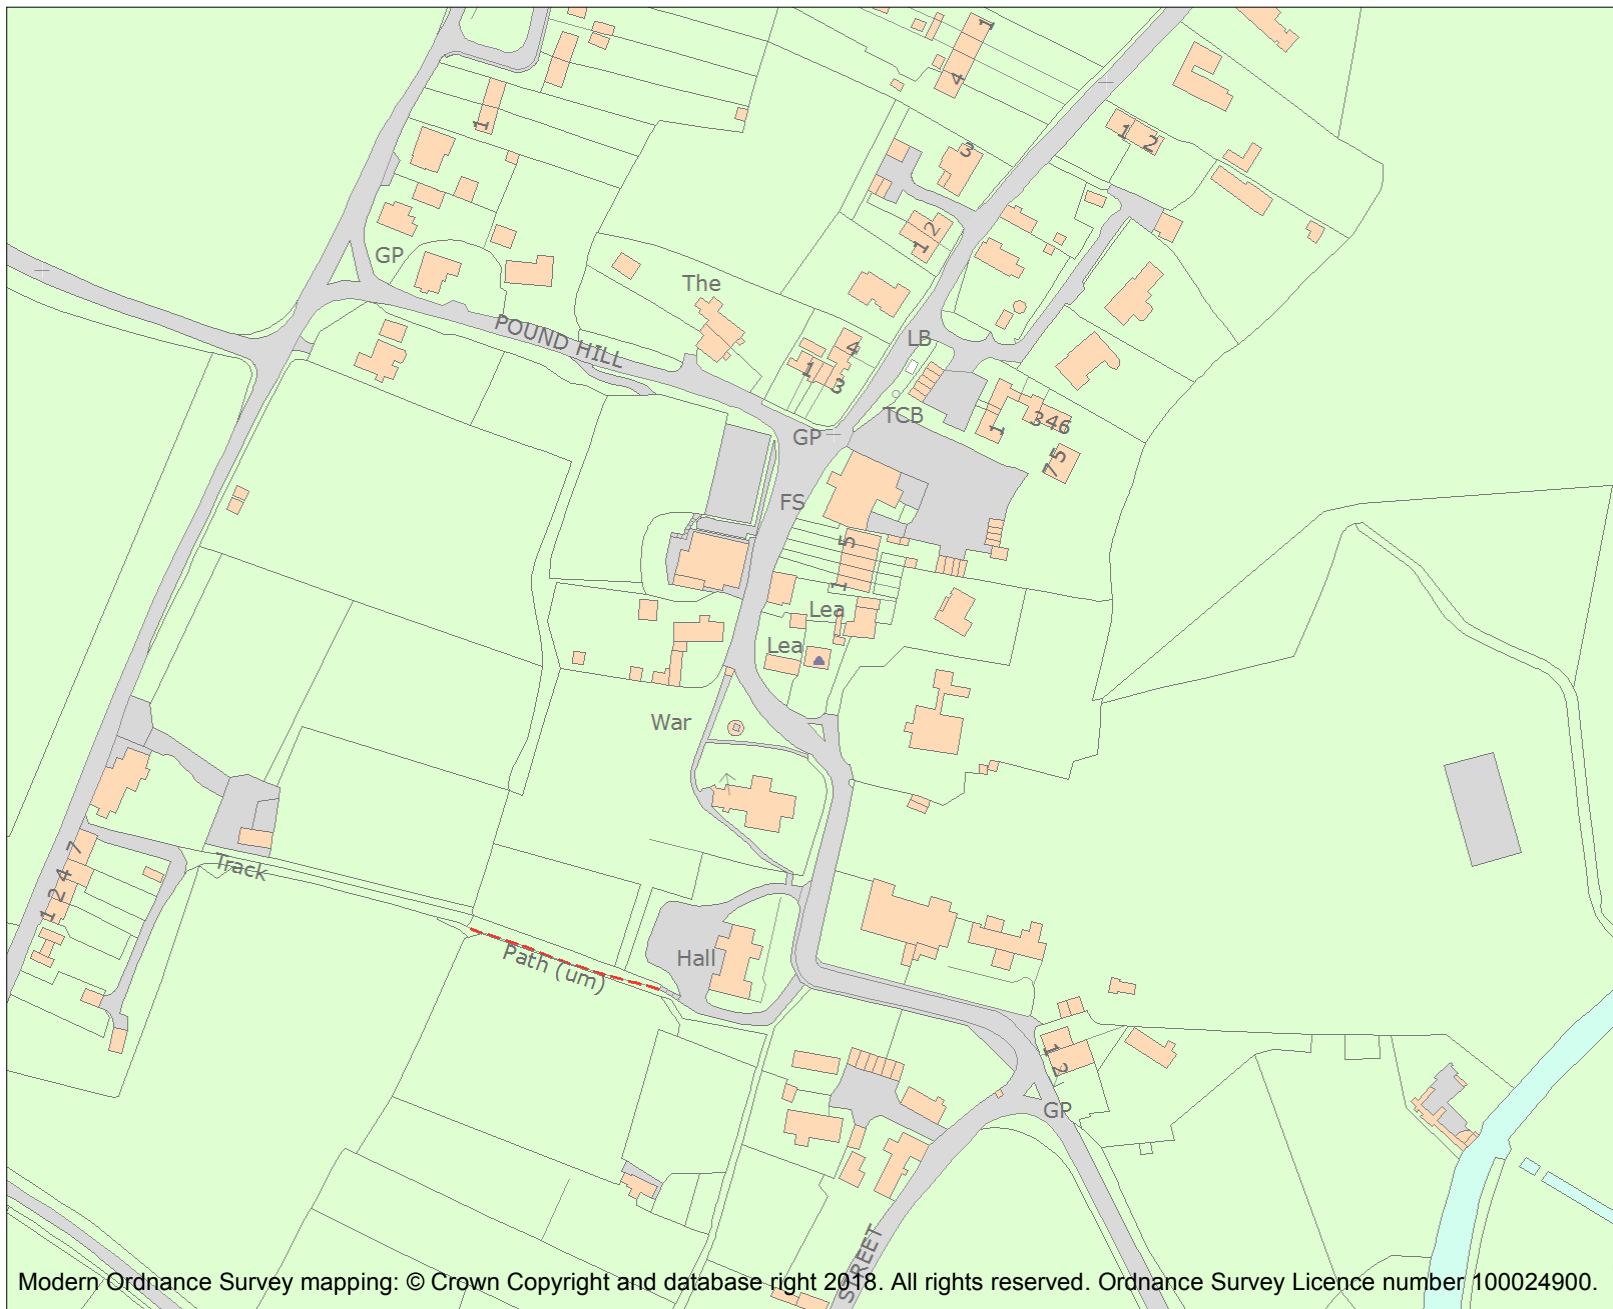 1
4
1
3
1 2
1 2
GP
The
POUND HILL
LB
4
1
3
TCB
1
346
5
7
GP
FS
5
1
Lea
Lea
War
7
4
2
1
Track
Hall
Path (um)
1
2
GP
STREET
Modern Ordnance Survey mapping: © Crown Copyright and database right 2018. All rights reserved. Ordnance Survey Licence number 100024900.